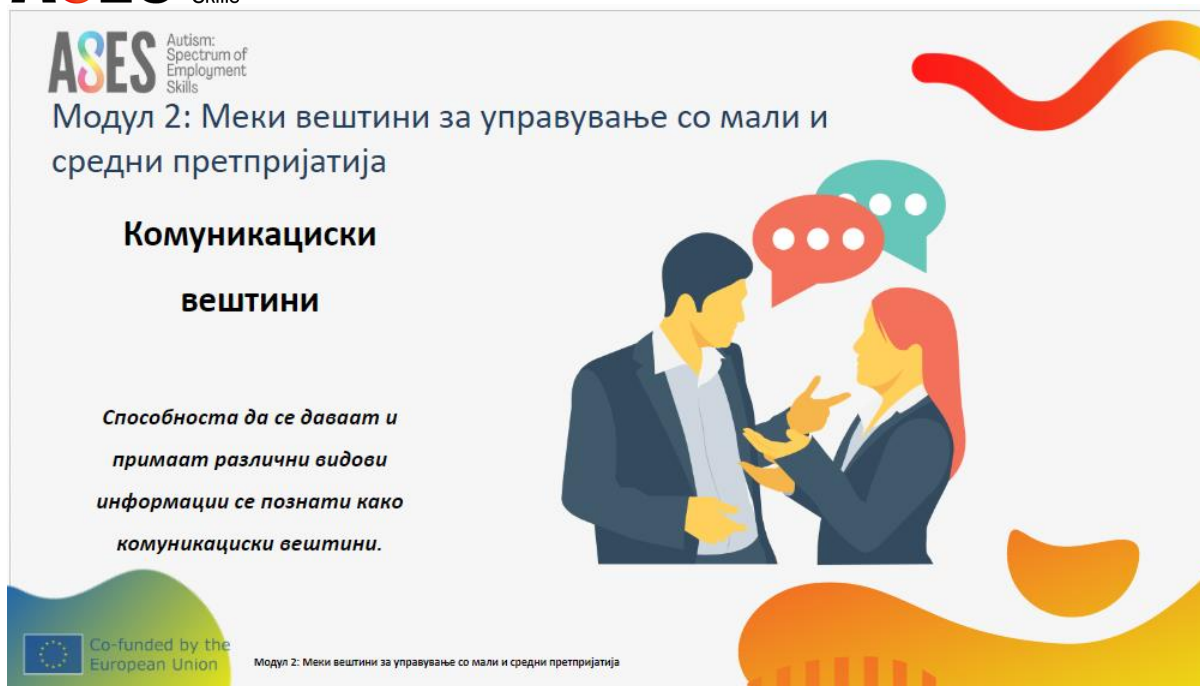 Skills
ASES
Autism:
Spectrum of
Employment
Skills
Модул 2: Меки вештини за управување со мали и
средни претпријатија
Комуникациски
вештини
Способноста да се даваат и
примаат различни видови
информации се познати како
комуникациски вештини.
Co-funded by the
European Union
Модул 2: Меки вештини за управување со мали и средни претпријатија